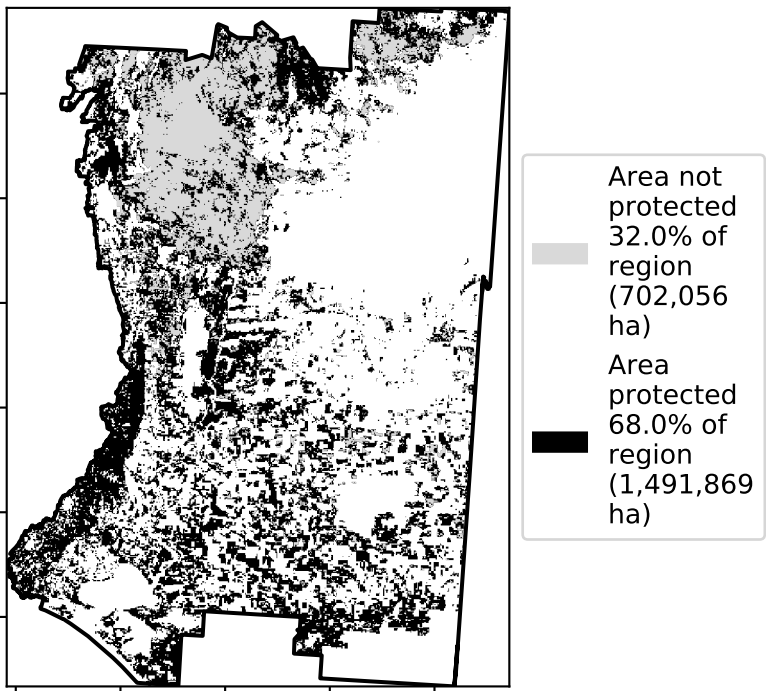 Area not
protected
32.0% of
region
(702,056
ha)
Area
protected
68.0% of
region
(1,491,869
ha)